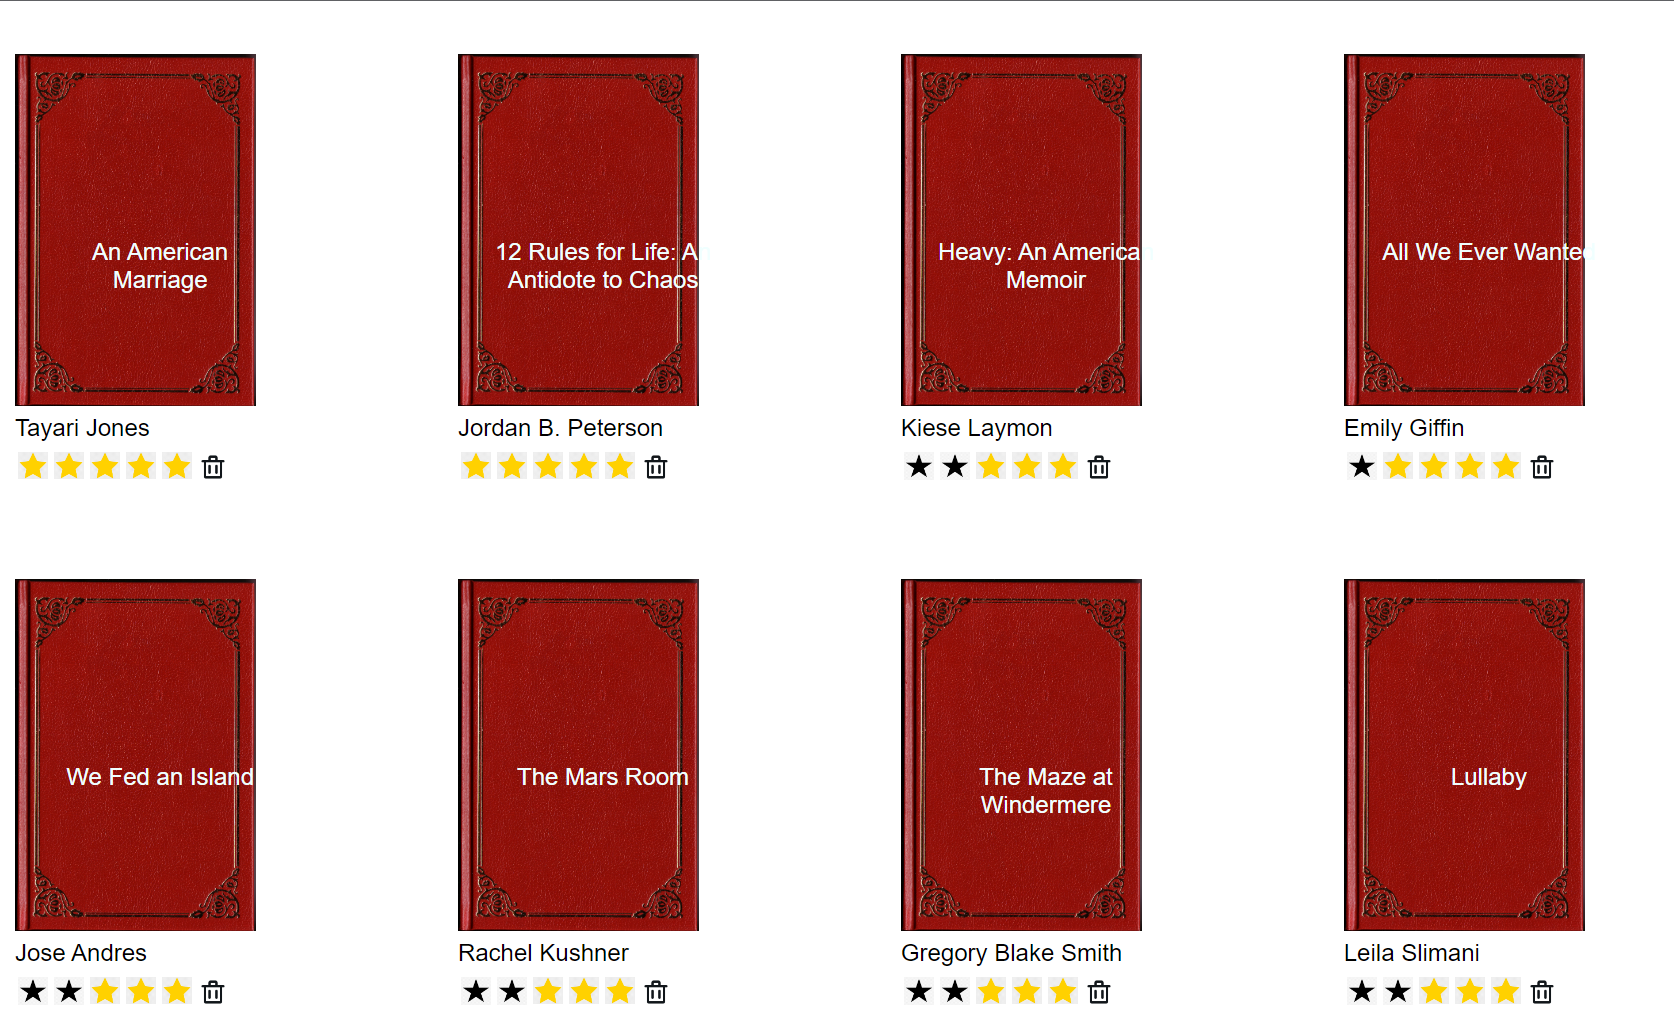 An American
Marriage
12 Rules for Life: A
Antidote to Chaos
Heavy: An America
Memoir
All We Ever Wante
Tayari Jones
Jordan B. Peterson
Kiese Laymon
Emily Giffin
We Fed an Island
The Mars Room
The Maze at
Windermere
Lullaby
Jose Andres
Rachel Kushner
Gregory Blake Smith
Leila Slimani